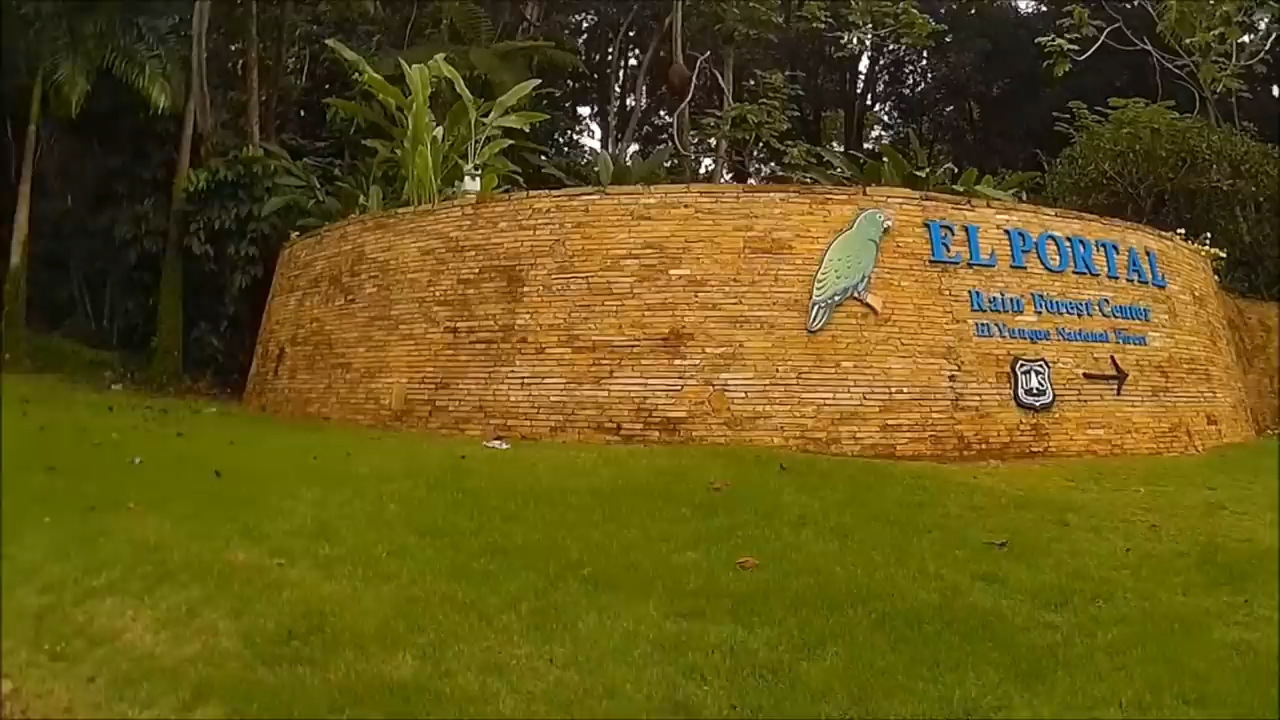 EL PORTAL
Rain Forest Center
El Yunque National Forest
U S